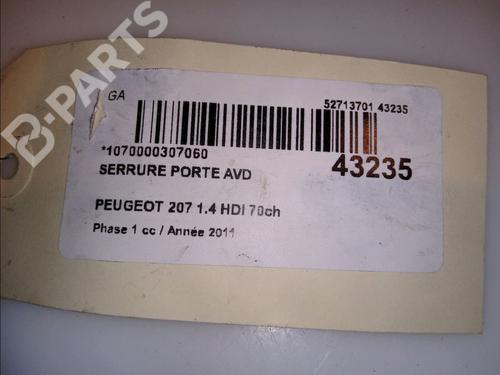 B-PARTS
GA
52713701 43235
*1070000307060
43235
SERRURE PORTE AVD
PEUGEOT 207 1.4 HDI 70ch
Phase 1 cc / Année 2011